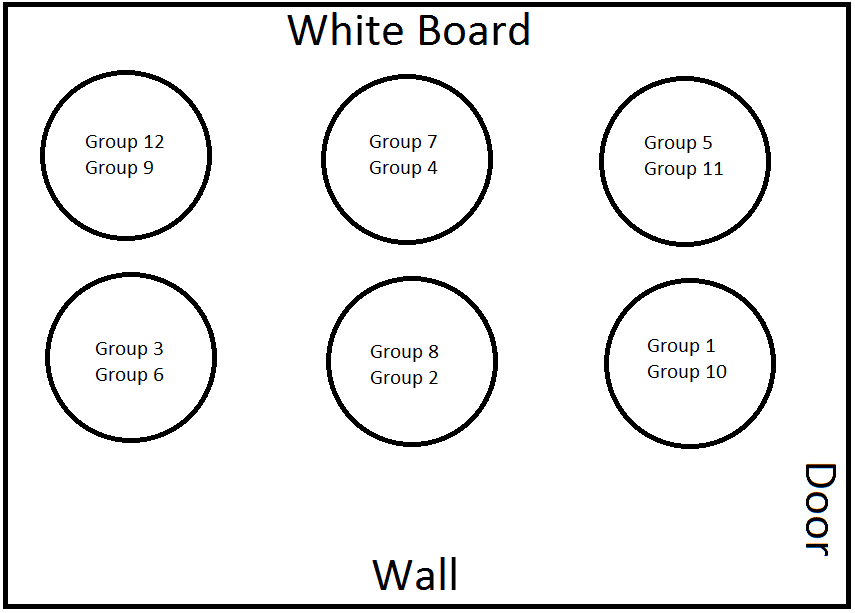 White Board
Group 12
Group 9
Group 7
Group 4
Group 5
Group 11
Group 3
Group 6
Group 8
Group 2
Group 1
Group 10
Door
Wall